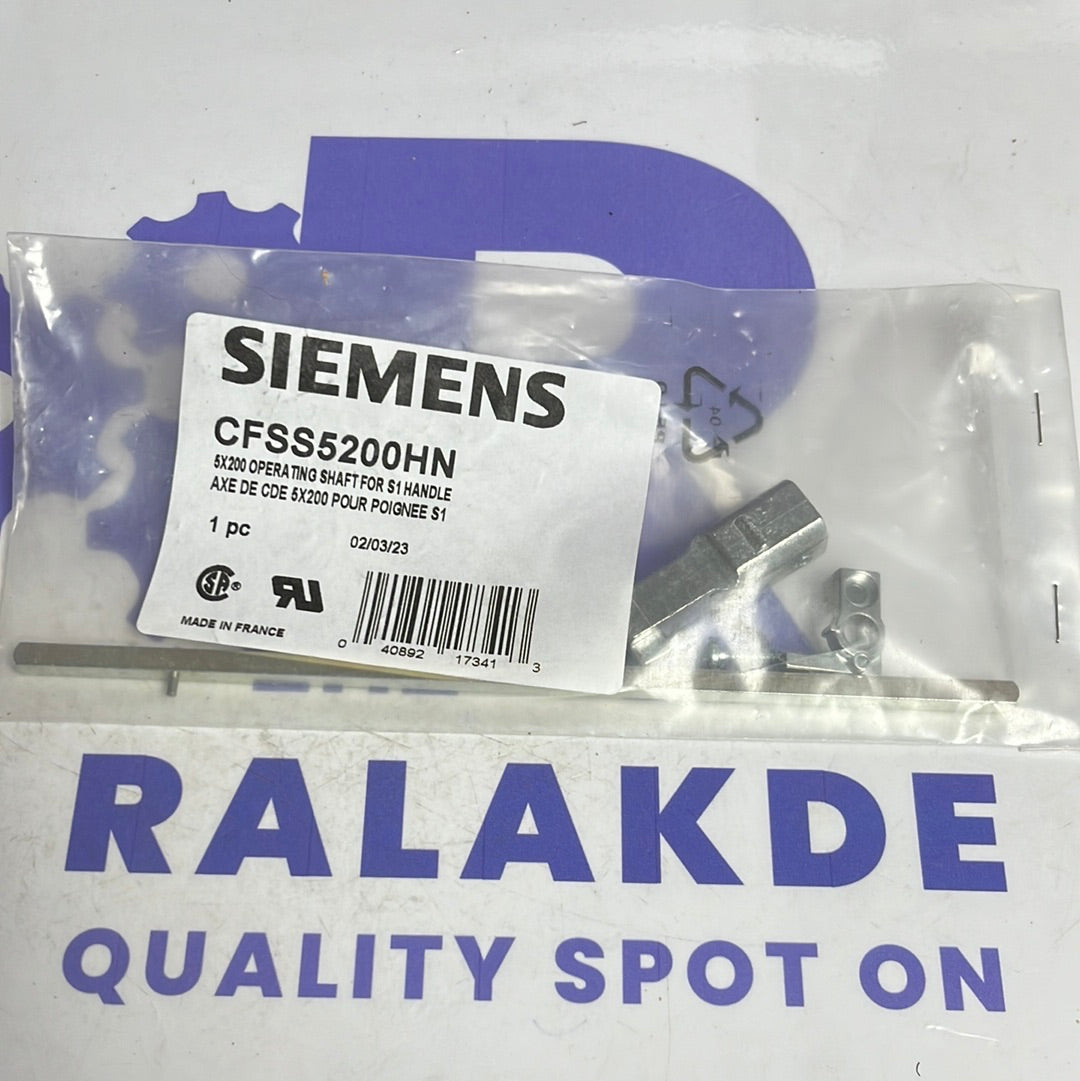 SIEMENS
CFSS5200HN
5X200 OPERATING SHAFT FOR S1 HANDLE
AXE DE CDE 5X200 POUR POIGNEE S1
1 pc
02/03/23
MADE IN FRANCE
0 40892 17341 3
RALAKDE
QUALITY SPOT ON